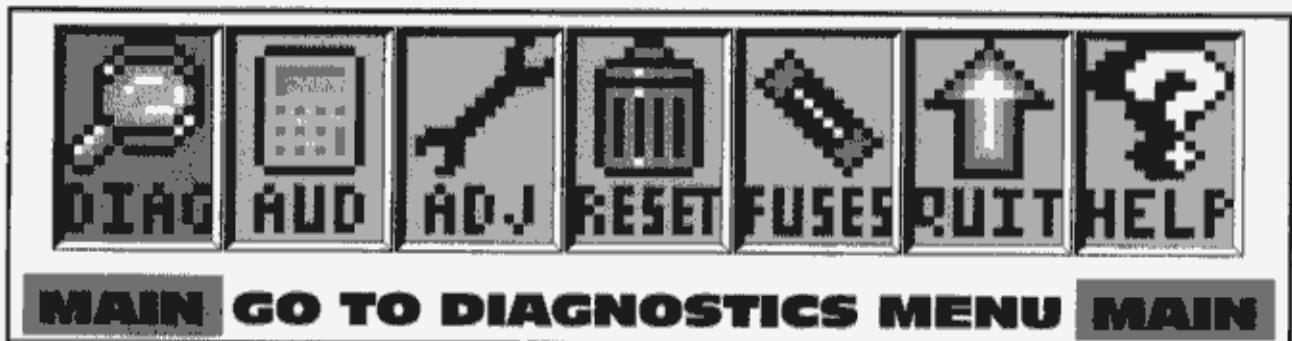 DIAG AUD ADJ RESET FUSES QUIT HELP
MAIN GO TO DIAGNOSTICS MENU MAIN